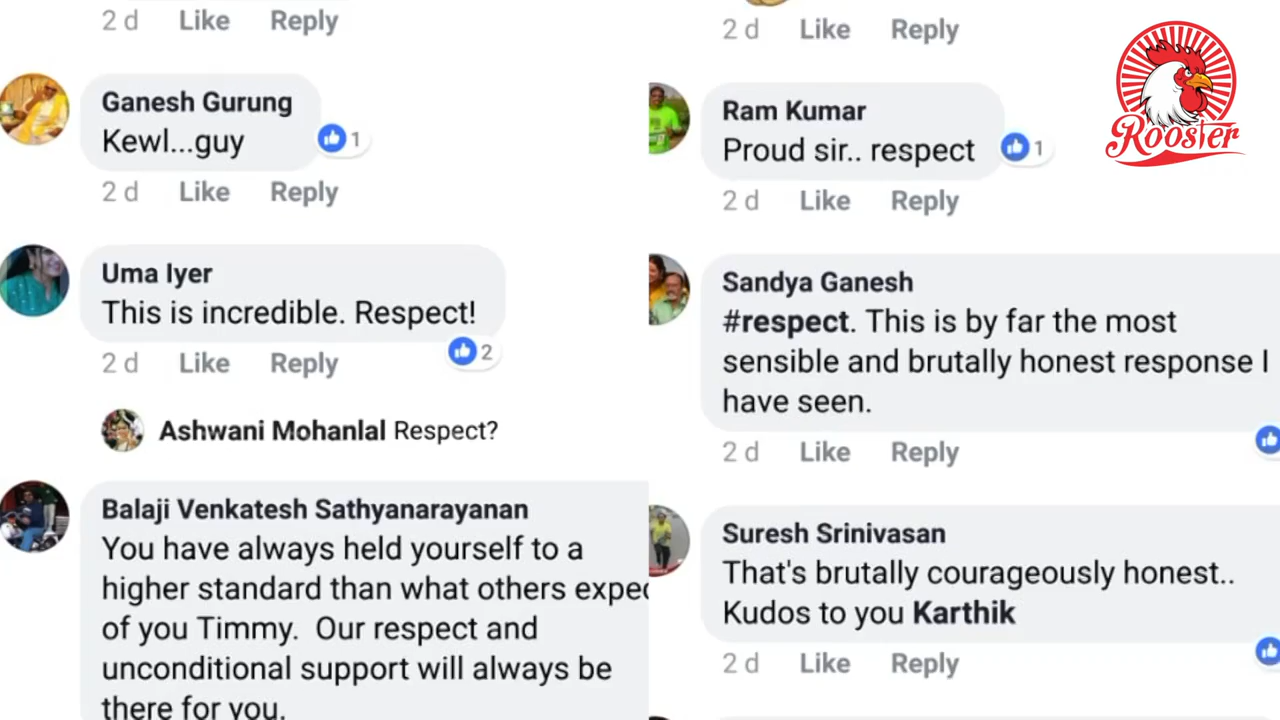 2 d Like Reply
Ganesh Gurung
Kewl...guy
1
2 d Like Reply
Uma Iyer
This is incredible. Respect!
2
2 d Like Reply
Ashwani Mohanlal Respect?
Balaji Venkatesh Sathyanarayanan
You have always held yourself to a
higher standard than what others expec
of you Timmy. Our respect and
unconditional support will always be
there for you.
2 d Like Reply
Ram Kumar
Proud sir.. respect
1
2 d Like Reply
Sandya Ganesh
#respect. This is by far the most
sensible and brutally honest response I
have seen.
2 d Like Reply
Suresh Srinivasan
That's brutally courageously honest..
Kudos to you Karthik
2 d Like Reply
Rooster